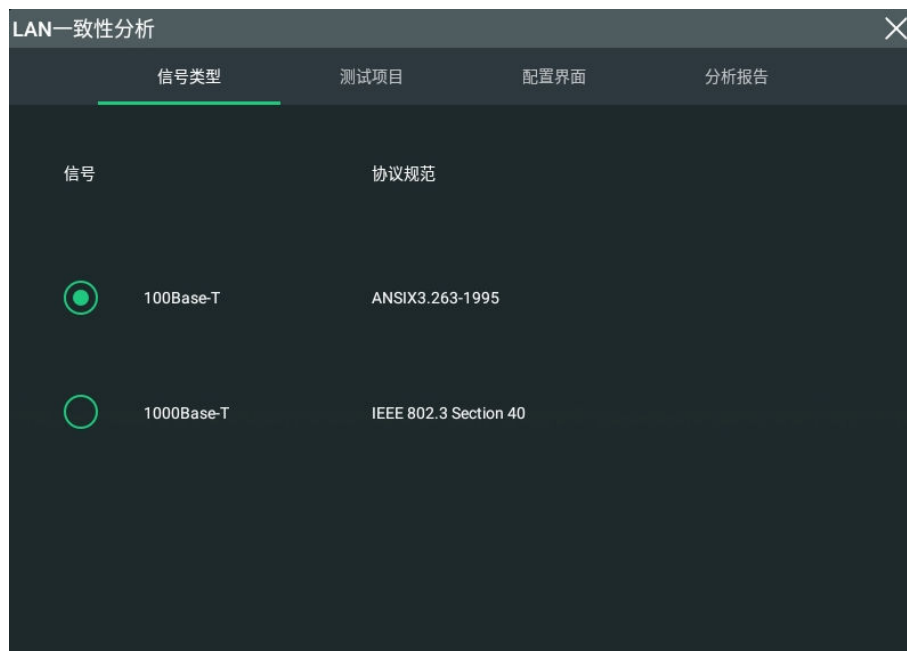 LAN一致性分析
信号类型 测试项目 配置界面 分析报告
信号 协议规范
100Base-T ANSIX3.263-1995
1000Base-T IEEE 802.3 Section 40